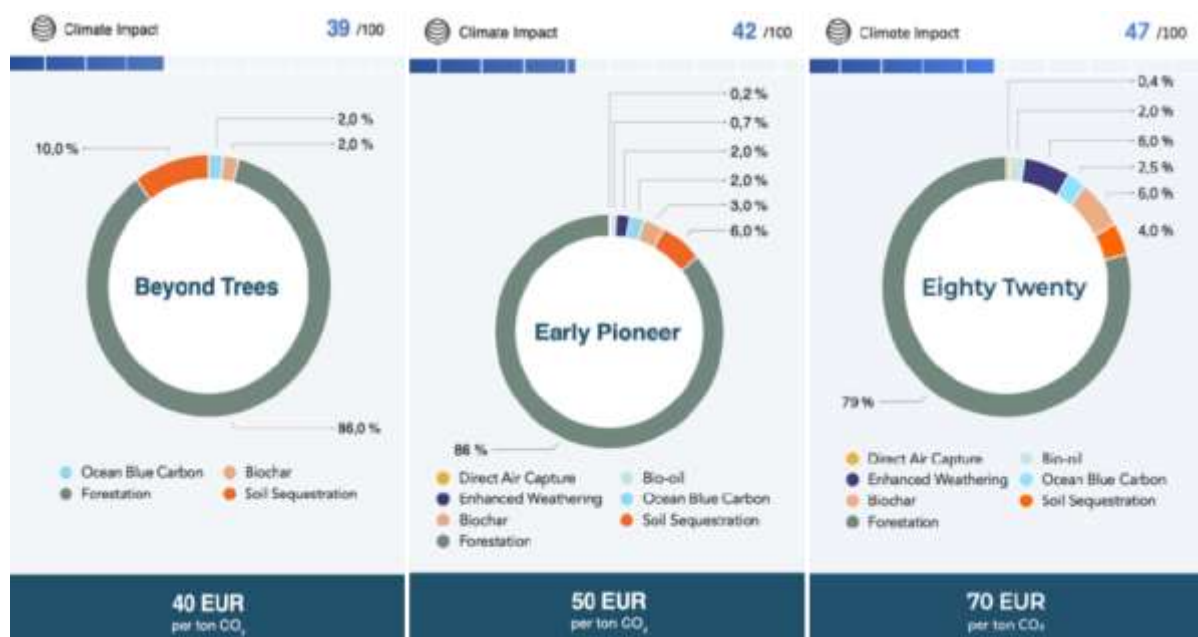 Climate Impact 39 /100
2,0 %
2,0 %
10,0 %
Beyond Trees
86,0 %
Ocean Blue Carbon Biochar
Forestation Soil Sequestration
40 EUR
per ton CO₂
Climate Impact 42 /100
0,2 %
0,7 %
2,0 %
2,0 %
3,0 %
6,0 %
Early Pioneer
86 %
Direct Air Capture Bio-oil
Enhanced Weathering Ocean Blue Carbon
Biochar Soil Sequestration
Forestation
50 EUR
per ton CO₂
Climate Impact 47 /100
0,4 %
2,0 %
6,0 %
2,5 %
6,0 %
4,0 %
Eighty Twenty
79 %
Direct Air Capture Bio-oil
Enhanced Weathering Ocean Blue Carbon
Biochar Soil Sequestration
Forestation
70 EUR
per ton CO₂